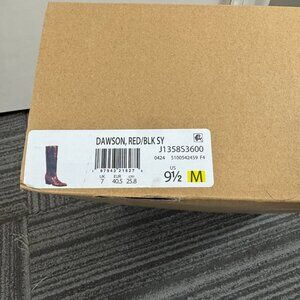 DAWSON, RED/BLK SY
J135853600
0424 5100542459 F4
UK EUR cm
7 40.5 25.8
US
9½ M